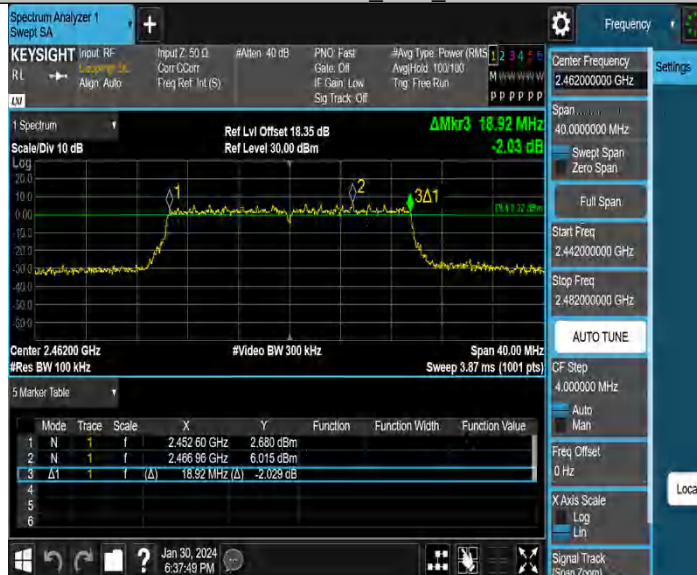 Spectrum Analyzer 1
Swept SA
Frequency
KEYSIGHT
Input: RF
Align: Auto
Input Z: 50 Ω
Corr CCorr
Freq Ref: Int (S)
#Atten: 40 dB
PNO: Fast
Gate: Off
IF Gain: Low
Sig Track: Off
#Avg Type: Power (RMS
Avg|Hold: 100/100
Trig: Free Run
1 2 3 4 5 6
M W W W W W
P P P P P P
RL
LXI
Center Frequency
2.462000000 GHz
Settings
Span
40.0000000 MHz
Swept Span
Zero Span
Full Span
Start Freq
2.442000000 GHz
Stop Freq
2.482000000 GHz
AUTO TUNE
CF Step
4.000000 MHz
Auto
Man
Freq Offset
0 Hz
X Axis Scale
Log
Lin
Signal Track
(Span Zoom)
Local
1 Spectrum
Scale/Div 10 dB
Ref Lvl Offset 18.35 dB
Ref Level 30.00 dBm
ΔMkr3 18.92 MHz
-2.03 dB
Log
20.0
10.0
0.00
-10.0
-20.0
-30.0
-40.0
-50.0
-60.0
1
2
3Δ1
Center 2.46200 GHz
#Res BW 100 kHz
#Video BW 300 kHz
Span 40.00 MHz
Sweep 3.87 ms (1001 pts)
5 Marker Table
Mode Trace Scale X Y Function Function Width Function Value
1 N 1 f 2.452 60 GHz 2.680 dBm
2 N 1 f 2.466 96 GHz 6.015 dBm
3 Δ1 1 f (Δ) 18.92 MHz (Δ) -2.029 dB
4
5
6
Jan 30, 2024
6:37:49 PM